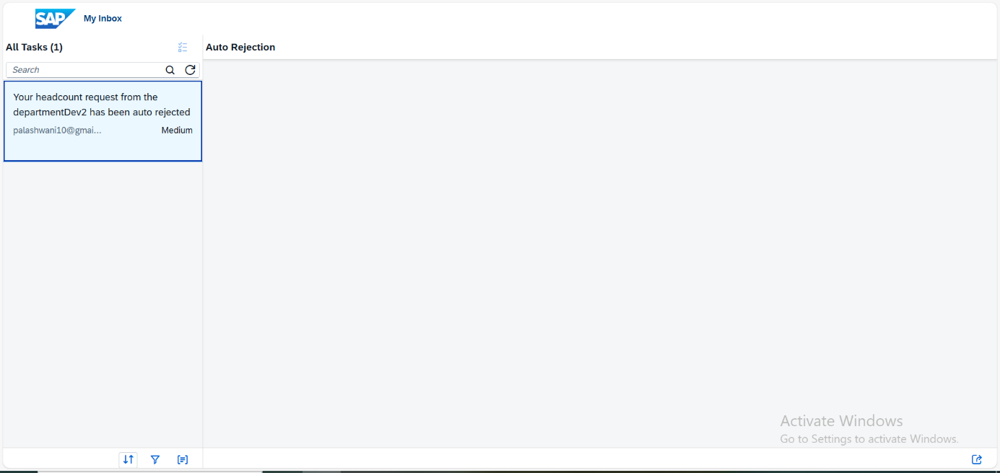 SAP My Inbox
All Tasks (1)
Auto Rejection
Search
Your headcount request from the
departmentDev2 has been auto rejected
palashwani10@gmai...
Medium
Activate Windows
Go to Settings to activate Windows.